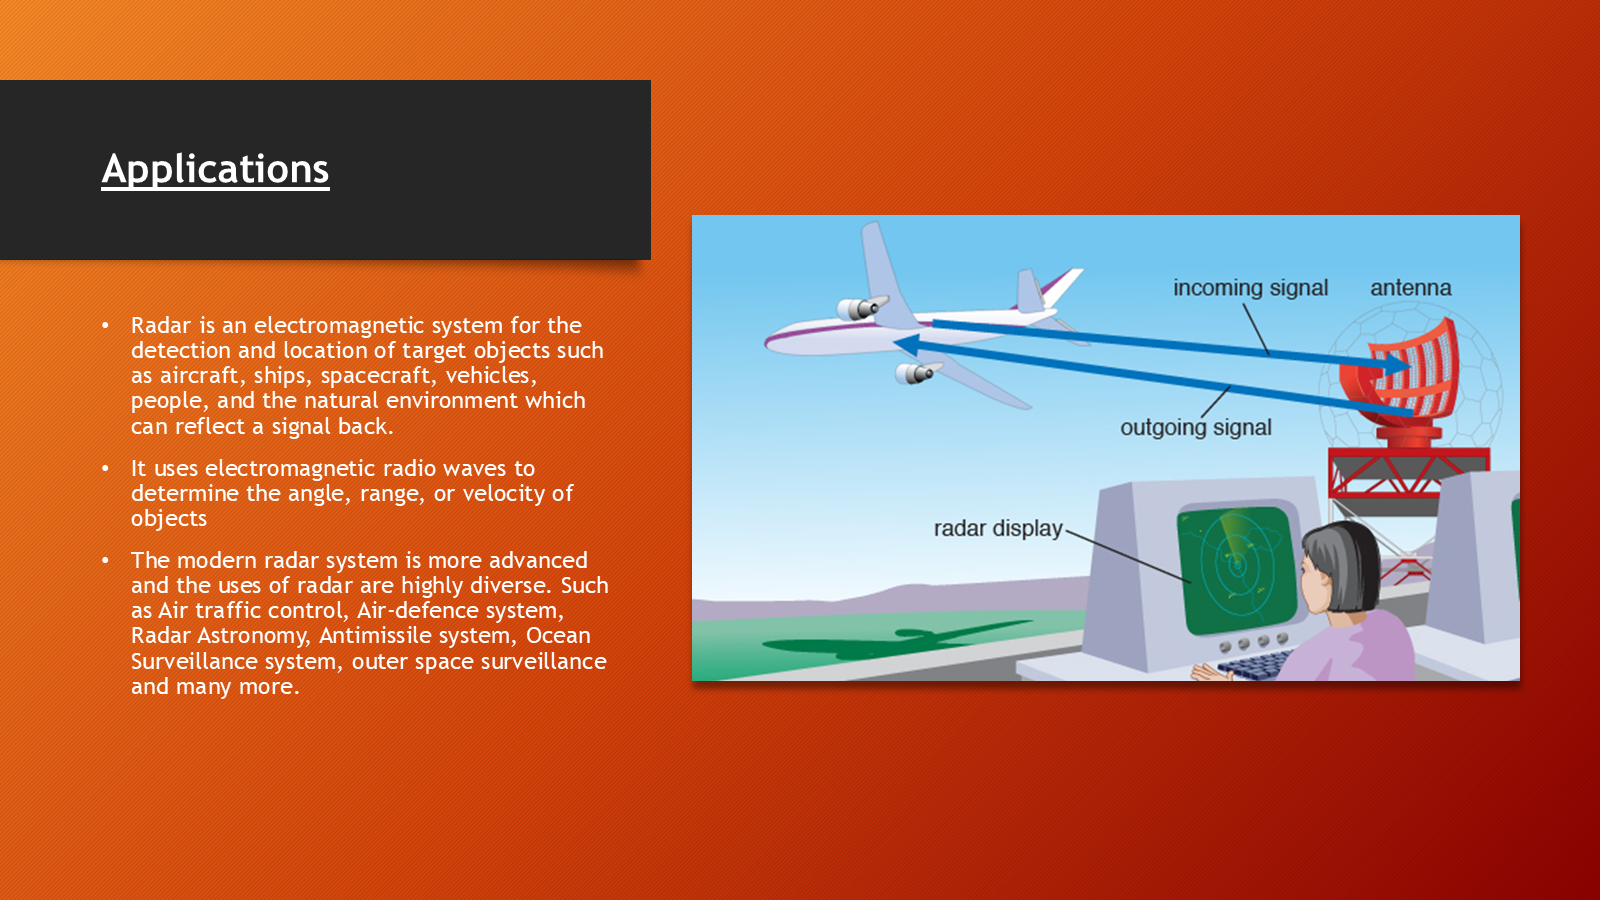 Applications
• Radar is an electromagnetic system for the
detection and location of target objects such
as aircraft, ships, spacecraft, vehicles,
people, and the natural environment which
can reflect a signal back.
• It uses electromagnetic radio waves to
determine the angle, range, or velocity of
objects
• The modern radar system is more advanced
and the uses of radar are highly diverse. Such
as Air traffic control, Air-defence system,
Radar Astronomy, Antimissile system, Ocean
Surveillance system, outer space surveillance
and many more.
incoming signal
antenna
outgoing signal
radar display